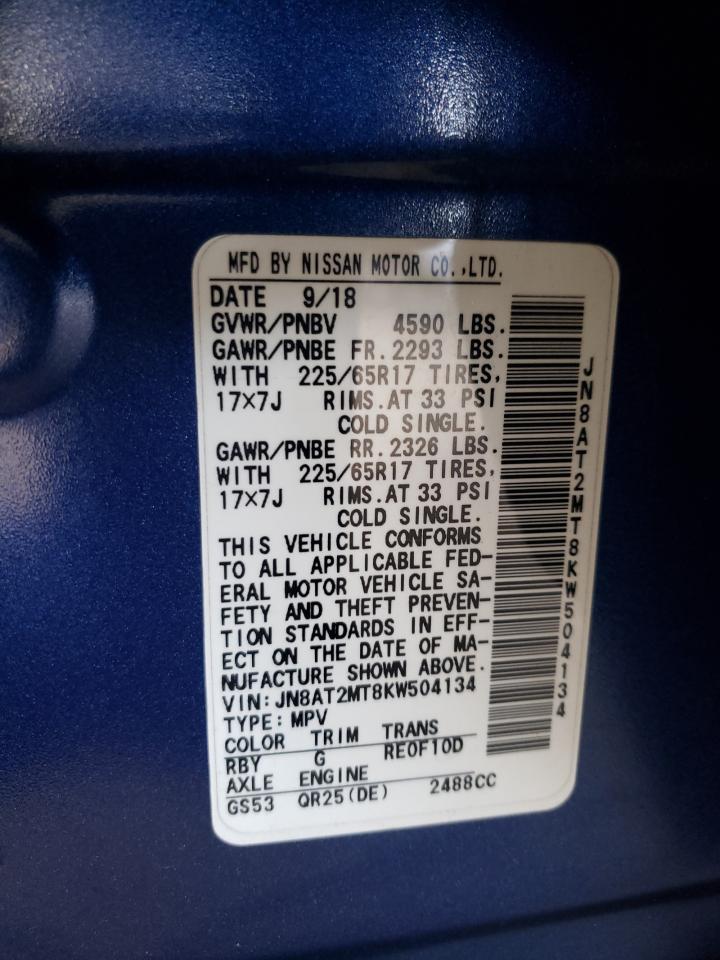 MFD BY NISSAN MOTOR CO.,LTD.
DATE 9/18
GVWR/PNBV 4590 LBS.
GAWR/PNBE FR. 2293 LBS.
WITH 225/65R17 TIRES,
17×7J RIMS. AT 33 PSI
COLD SINGLE.
GAWR/PNBE RR. 2326 LBS.
WITH 225/65R17 TIRES,
17×7J RIMS. AT 33 PSI
COLD SINGLE.
THIS VEHICLE CONFORMS
TO ALL APPLICABLE FED-
ERAL MOTOR VEHICLE SA-
FETY AND THEFT PREVEN-
TION STANDARDS IN EFF-
ECT ON THE DATE OF MA-
NUFACTURE SHOWN ABOVE.
VIN: JN8AT2MT8KW504134
TYPE: MPV
COLOR TRIM TRANS
RBY G RE0F10D
AXLE ENGINE
GS53 QR25(DE) 2488CC
JN8AT2MT8KW504134